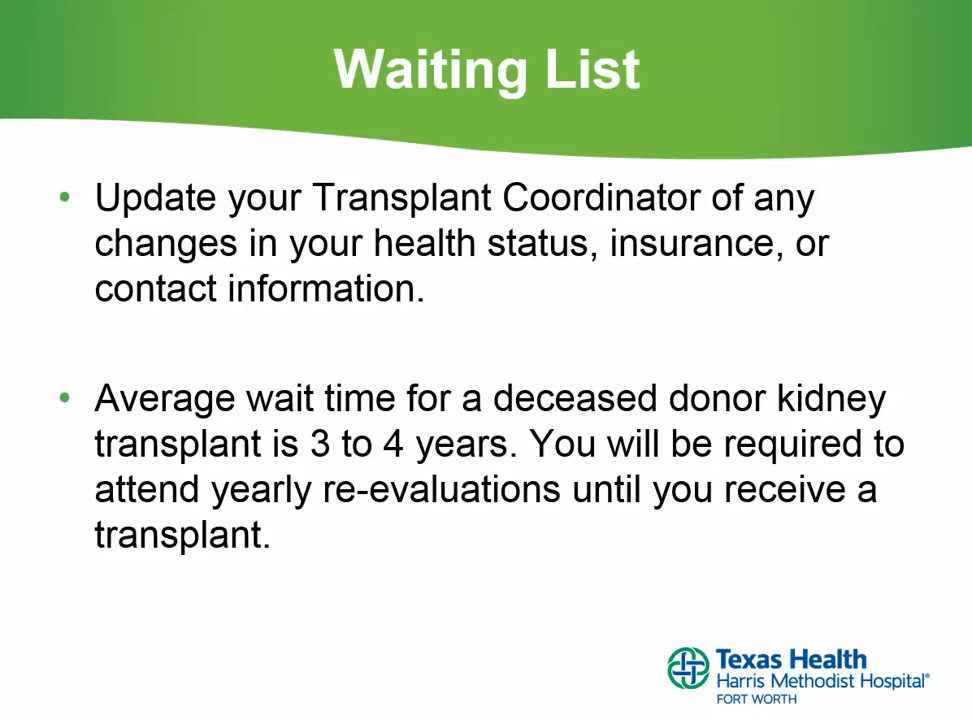 Waiting List
• Update your Transplant Coordinator of any
changes in your health status, insurance, or
contact information.
• Average wait time for a deceased donor kidney
transplant is 3 to 4 years. You will be required to
attend yearly re-evaluations until you receive a
transplant.
Texas Health
Harris Methodist Hospital®
FORT WORTH